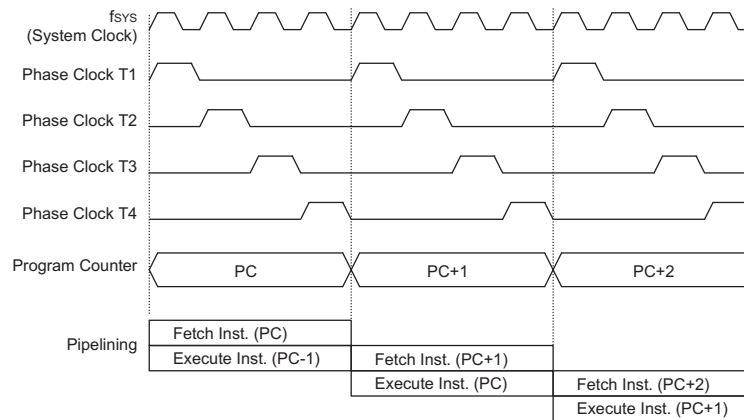 fSYS
(System Clock)
Phase Clock T1
Phase Clock T2
Phase Clock T3
Phase Clock T4
Program Counter
PC
PC+1
PC+2
Pipelining
Fetch Inst. (PC)
Execute Inst. (PC-1)
Fetch Inst. (PC+1)
Execute Inst. (PC)
Fetch Inst. (PC+2)
Execute Inst. (PC+1)